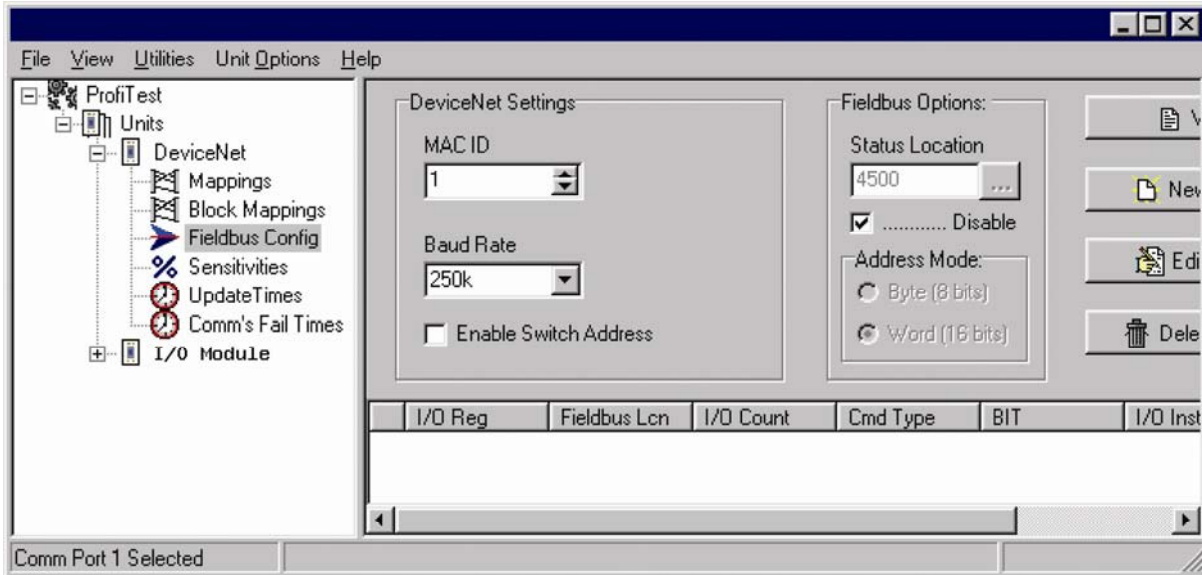 File View Utilities Unit Options Help
ProfiTest
Units
DeviceNet
Mappings
Block Mappings
Fieldbus Config
Sensitivities
UpdateTimes
Comm's Fail Times
I/O Module
DeviceNet Settings
MAC ID
1
Baud Rate
250k
Enable Switch Address
Fieldbus Options:
Status Location
4500
...
............ Disable
Address Mode:
Byte (8 bits)
Word (16 bits)
New
Edi
Dele
I/O Reg Fieldbus Lcn I/O Count Cmd Type BIT I/O Inst
Comm Port 1 Selected